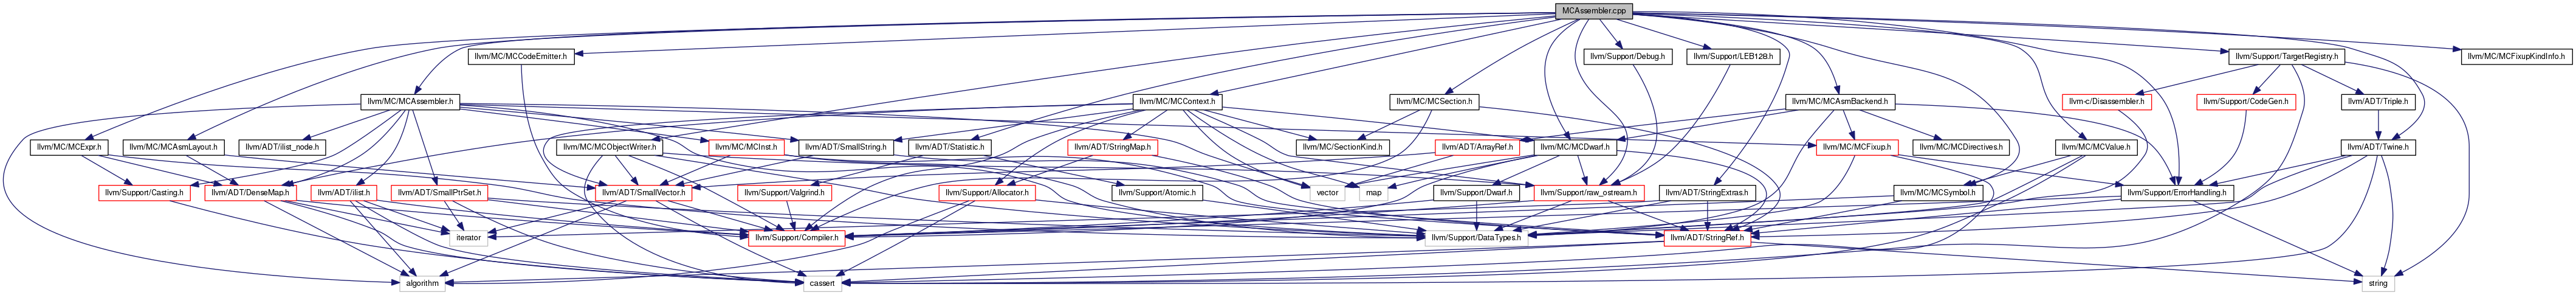 MCAssembler.cpp
llvm/MC/MCCodeEmitter.h
llvm/Support/Debug.h
llvm/Support/LEB128.h
llvm/Support/TargetRegistry.h
llvm/MC/MCFixupKindInfo.h
llvm/MC/MCAssembler.h
llvm/MC/MCContext.h
llvm/MC/MCSection.h
llvm/MC/MCAsmBackend.h
llvm-c/Disassembler.h
llvm/Support/CodeGen.h
llvm/ADT/Triple.h
llvm/MC/MCExpr.h
llvm/MC/MCAsmLayout.h
llvm/ADT/ilist_node.h
llvm/MC/MCObjectWriter.h
llvm/MC/MCInst.h
llvm/ADT/SmallString.h
llvm/ADT/Statistic.h
llvm/ADT/StringMap.h
llvm/MC/SectionKind.h
llvm/ADT/ArrayRef.h
llvm/MC/MCDwarf.h
llvm/MC/MCFixup.h
llvm/MC/MCDirectives.h
llvm/MC/MCValue.h
llvm/ADT/Twine.h
llvm/Support/Casting.h
llvm/ADT/DenseMap.h
llvm/ADT/ilist.h
llvm/ADT/SmallPtrSet.h
llvm/ADT/SmallVector.h
llvm/Support/Valgrind.h
llvm/Support/Atomic.h
llvm/Support/Allocator.h
vector
map
llvm/Support/Dwarf.h
llvm/Support/raw_ostream.h
llvm/ADT/StringExtras.h
llvm/MC/MCSymbol.h
llvm/Support/ErrorHandling.h
iterator
llvm/Support/Compiler.h
llvm/Support/DataTypes.h
llvm/ADT/StringRef.h
algorithm
cassert
string